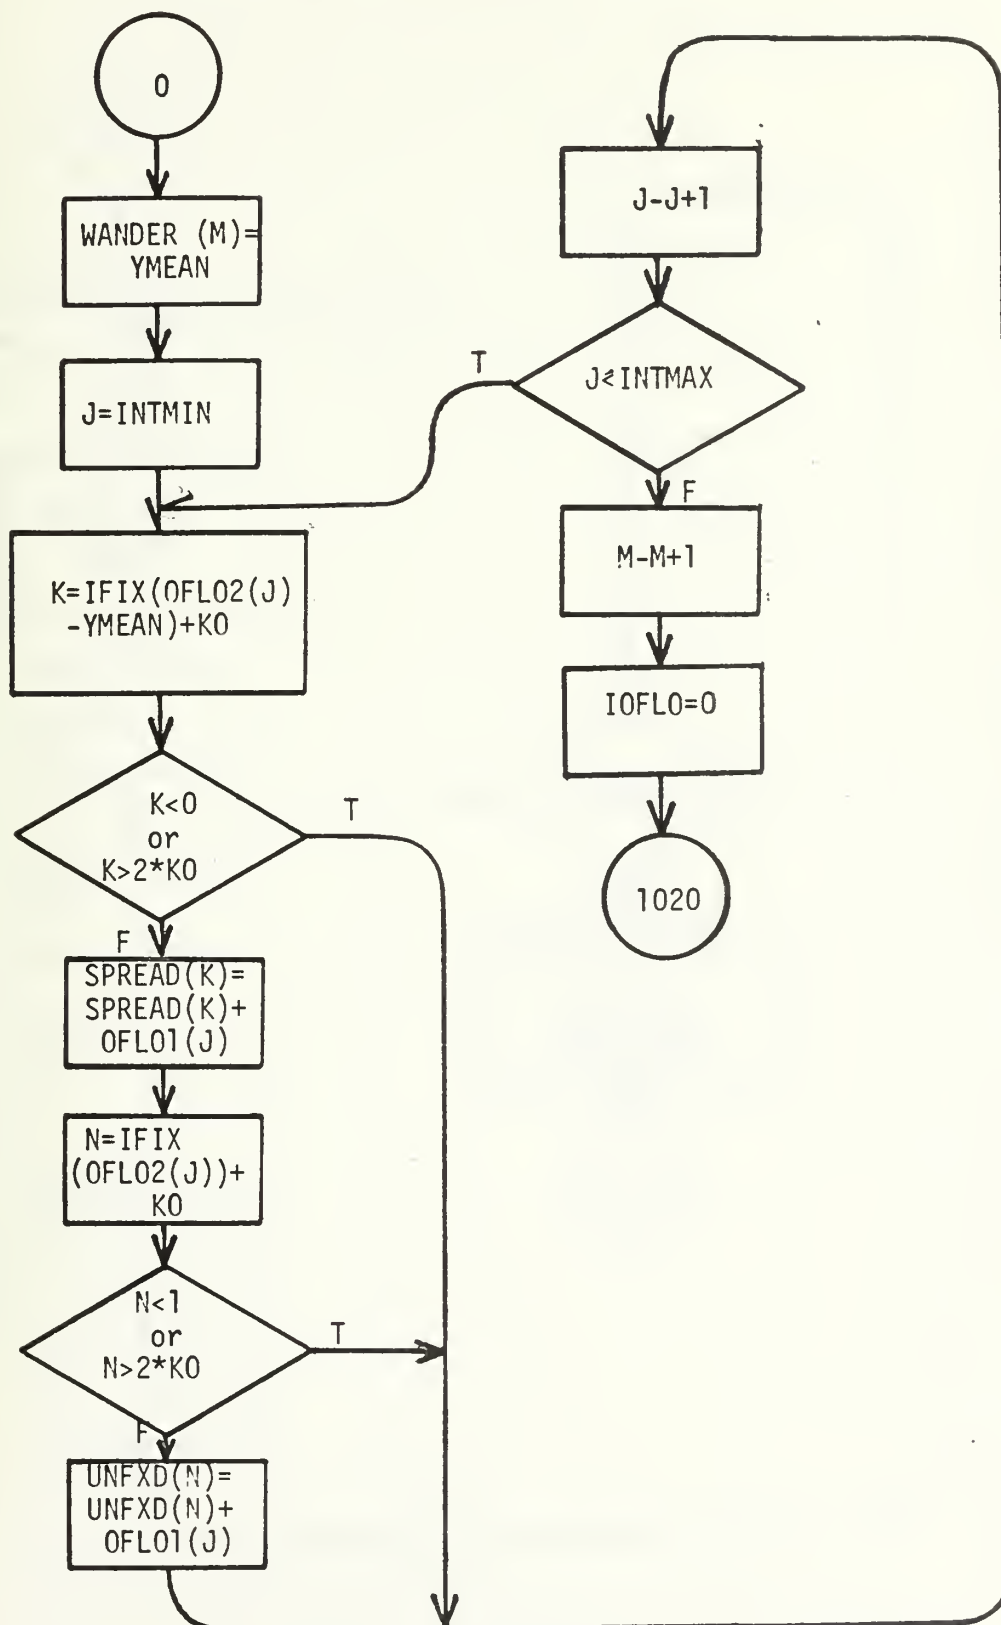 0
WANDER (M)=
YMEAN
J=INTMIN
K=IFIX(OFLO2(J)
-YMEAN)+KO
K<0
or
K>2*KO
T
F
SPREAD(K)=
SPREAD(K)+
OFLO1(J)
N=IFIX
(OFLO2(J))+
KO
N<1
or
N>2*KO
T
F
UNFXD(N)=
UNFXD(N)+
OFLO1(J)
J-J+1
J≤INTMAX
T
F
M-M+1
IOFLO=0
1020